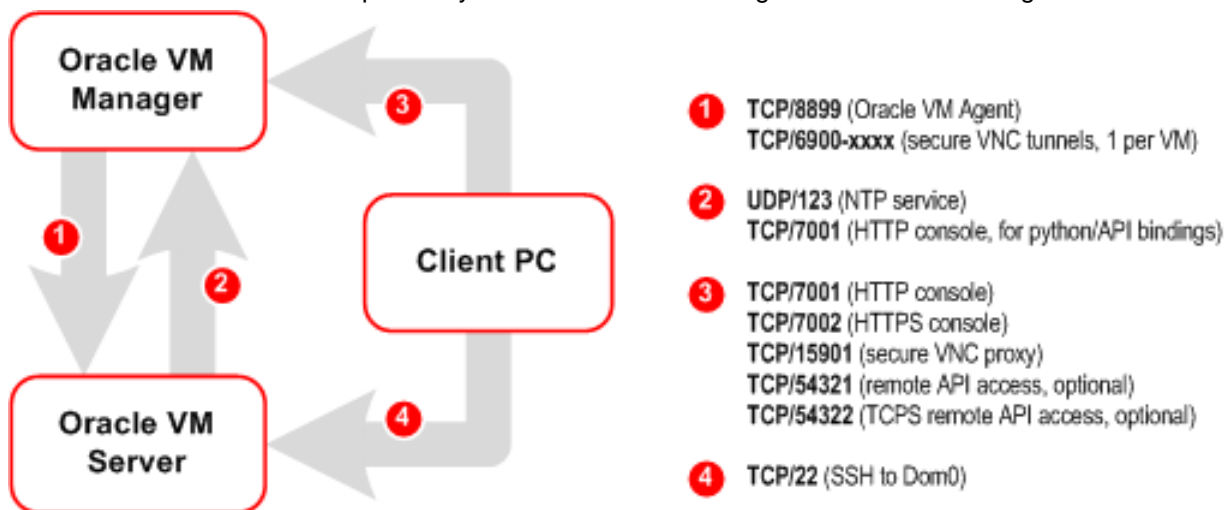 Oracle VM
Manager
3
1
2
Client PC
4
Oracle VM
Server
1 TCP/8899 (Oracle VM Agent)
TCP/6900-xxxx (secure VNC tunnels, 1 per VM)
2 UDP/123 (NTP service)
TCP/7001 (HTTP console, for python/API bindings)
3 TCP/7001 (HTTP console)
TCP/7002 (HTTPS console)
TCP/15901 (secure VNC proxy)
TCP/54321 (remote API access, optional)
TCP/54322 (TCPS remote API access, optional)
4 TCP/22 (SSH to Dom0)